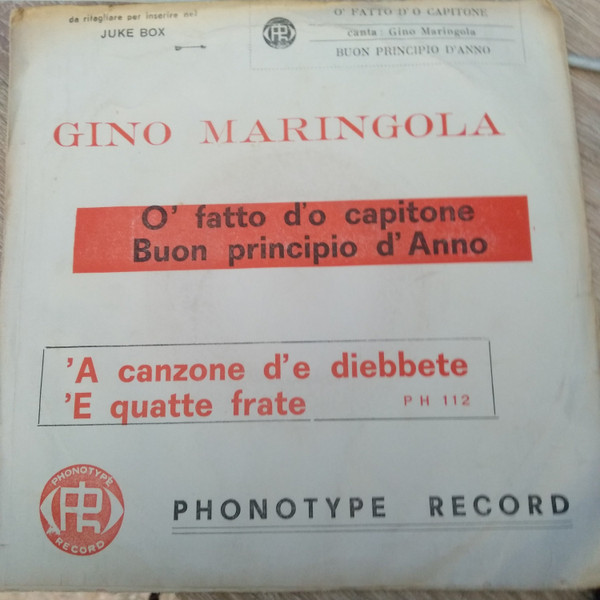 da ritagliare per inserire nel
JUKE BOX
O' FATTO D'O CAPITONE
canta: Gino Maringola
BUON PRINCIPIO D'ANNO
GINO MARINGOLA
O' fatto d'o capitone
Buon principio d'Anno
'A canzone d'e diebbete
'E quatte frate
PH 112
PHONOTYPE
RECORD
PHONOTYPE RECORD